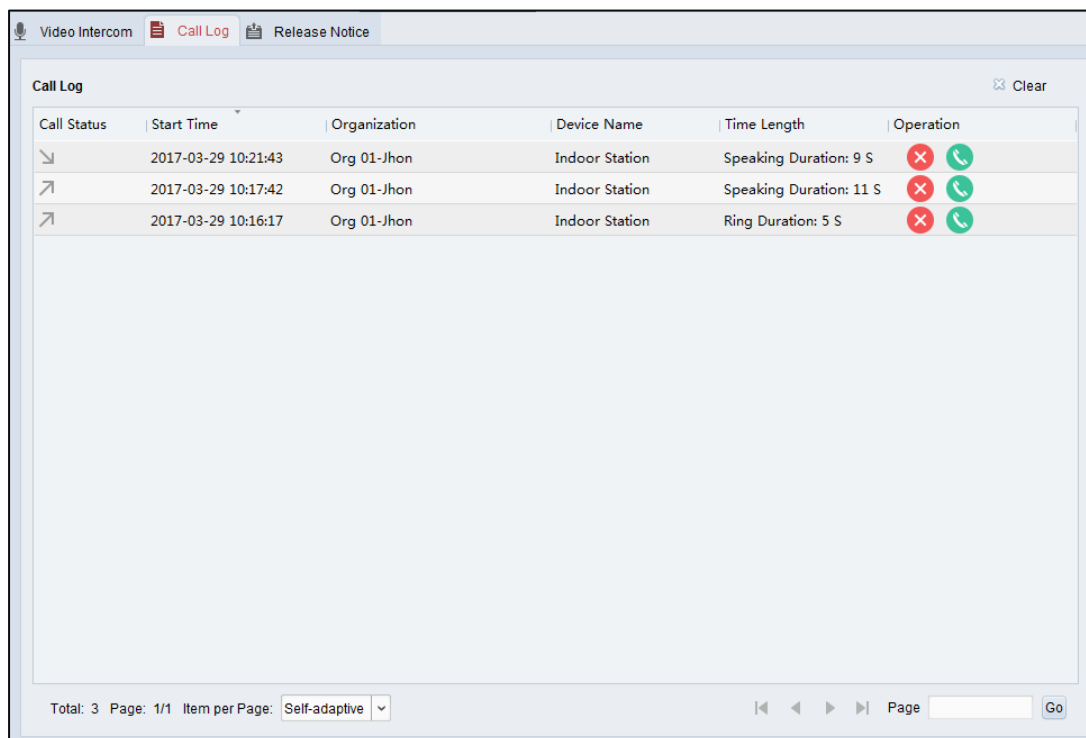 Video Intercom Call Log Release Notice
Call Log Clear
Call Status Start Time Organization Device Name Time Length Operation
2017-03-29 10:21:43 Org 01-Jhon Indoor Station Speaking Duration: 9 S
2017-03-29 10:17:42 Org 01-Jhon Indoor Station Speaking Duration: 11 S
2017-03-29 10:16:17 Org 01-Jhon Indoor Station Ring Duration: 5 S
Total: 3 Page: 1/1 Item per Page: Self-adaptive Page Go